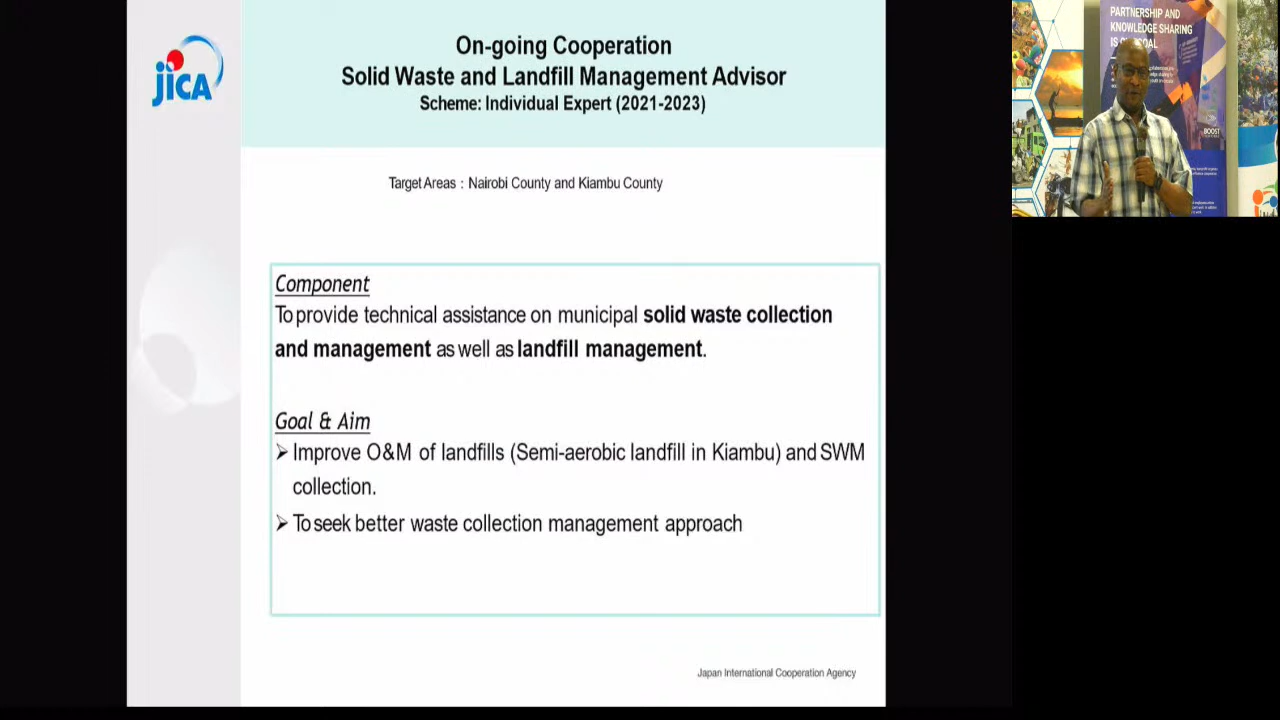 JICA
On-going Cooperation
Solid Waste and Landfill Management Advisor
Scheme: Individual Expert (2021-2023)
Target Areas : Nairobi County and Kiambu County
Component
To provide technical assistance on municipal solid waste collection
and management as well as landfill management.
Goal & Aim
➢ Improve O&M of landfills (Semi-aerobic landfill in Kiambu) and SWM
collection.
➢ To seek better waste collection management approach
Japan International Cooperation Agency
PARTNERSHIP AND
KNOWLEDGE SHARING
IS
BOOST